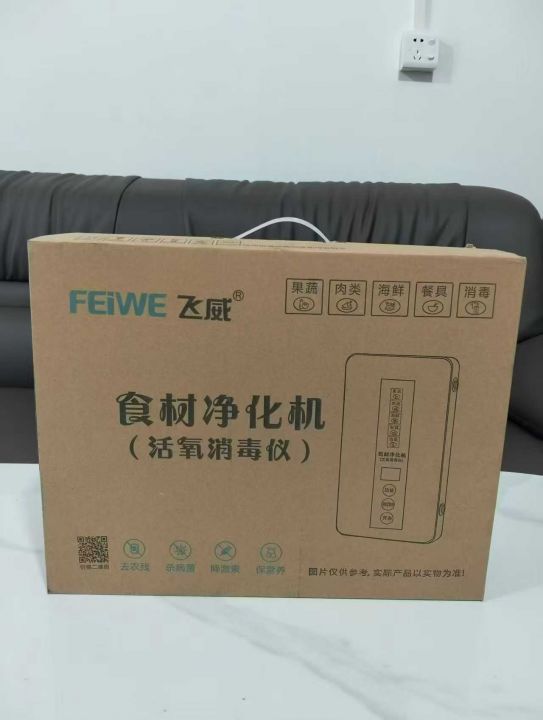 FEiWE 飞威®
果蔬 肉类 海鲜 餐具 消毒
食材净化机
（活氧消毒仪）
食材净化机
去农残 杀病菌 降激素 保营养
图片仅供参考，实际产品以实物为准！